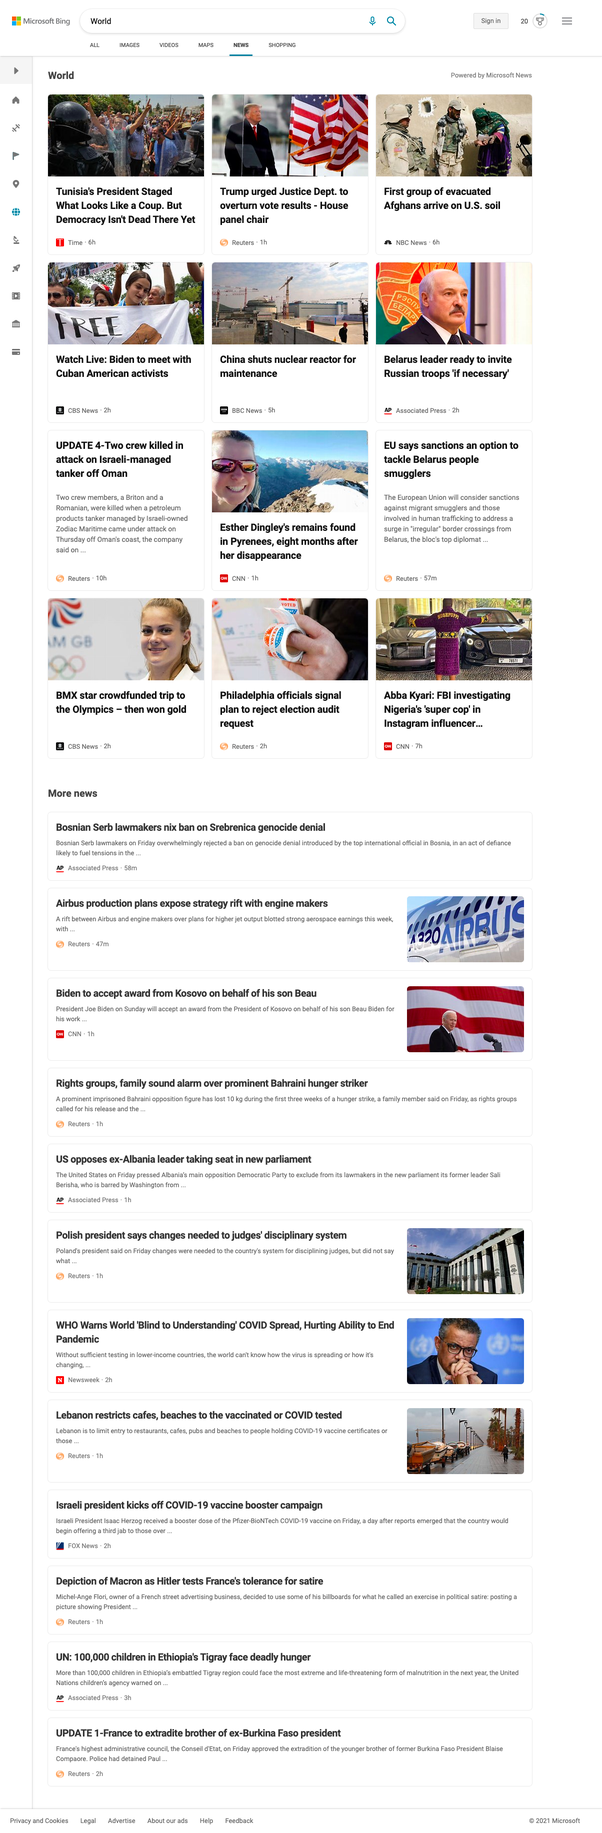 Microsoft Bing
World
Sign in
20
ALL
IMAGES
VIDEOS
MAPS
NEWS
SHOPPING
World
Powered by Microsoft News
Tunisia's President Staged
What Looks Like a Coup. But
Democracy Isn't Dead There Yet
Time · 6h
Trump urged Justice Dept. to
overturn vote results - House
panel chair
Reuters · 1h
First group of evacuated
Afghans arrive on U.S. soil
NBC News · 6h
FREE
Watch Live: Biden to meet with
Cuban American activists
CBS News · 2h
China shuts nuclear reactor for
maintenance
BBC News · 5h
Belarus leader ready to invite
Russian troops 'if necessary'
AP Associated Press · 2h
UPDATE 4-Two crew killed in
attack on Israeli-managed
tanker off Oman
Two crew members, a Briton and a
Romanian, were killed when a petroleum
products tanker managed by Israeli-owned
Zodiac Maritime came under attack on
Thursday off Oman's coast, the company
said on ...
Reuters · 10h
Esther Dingley's remains found
in Pyrenees, eight months after
her disappearance
CNN · 1h
EU says sanctions an option to
tackle Belarus people
smugglers
The European Union will consider sanctions
against migrant smugglers and those
involved in human trafficking to address a
surge in "irregular" border crossings from
Belarus, the bloc's top diplomat ...
Reuters · 57m
AM GB
BMX star crowdfunded trip to
the Olympics – then won gold
CBS News · 2h
Philadelphia officials signal
plan to reject election audit
request
Reuters · 2h
Abba Kyari: FBI investigating
Nigeria's 'super cop' in
Instagram influencer...
CNN · 7h
More news
Bosnian Serb lawmakers nix ban on Srebrenica genocide denial
Bosnian Serb lawmakers on Friday overwhelmingly rejected a ban on genocide denial introduced by the top international official in Bosnia, in an act of defiance
likely to fuel tensions in the ...
AP Associated Press · 58m
Airbus production plans expose strategy rift with engine makers
A rift between Airbus and engine makers over plans for higher jet output blotted strong aerospace earnings this week,
with ...
Reuters · 47m
A320 AIRBUS
Biden to accept award from Kosovo on behalf of his son Beau
President Joe Biden on Sunday will accept an award from the President of Kosovo on behalf of his son Beau Biden for
his work ...
CNN · 1h
Rights groups, family sound alarm over prominent Bahraini hunger striker
A prominent imprisoned Bahraini opposition figure has lost 10 kg during the first three weeks of a hunger strike, a family member said on Friday, as rights groups
called for his release and the ...
Reuters · 1h
US opposes ex-Albania leader taking seat in new parliament
The United States on Friday pressed Albania's main opposition Democratic Party to exclude from its lawmakers in the new parliament its former leader Sali
Berisha, who is barred by Washington from ...
AP Associated Press · 1h
Polish president says changes needed to judges' disciplinary system
Poland's president said on Friday changes were needed to the country's system for disciplining judges, but did not say
what ...
Reuters · 1h
WHO Warns World 'Blind to Understanding' COVID Spread, Hurting Ability to End
Pandemic
Without sufficient testing in lower-income countries, the world can't know how the virus is spreading or how it's
changing, ...
N Newsweek · 2h
Lebanon restricts cafes, beaches to the vaccinated or COVID tested
Lebanon is to limit entry to restaurants, cafes, pubs and beaches to people holding COVID-19 vaccine certificates or
those ...
Reuters · 1h
Israeli president kicks off COVID-19 vaccine booster campaign
Israeli President Isaac Herzog received a booster dose of the Pfizer-BioNTech COVID-19 vaccine on Friday, a day after reports emerged that the country would
begin offering a third jab to those over ...
FOX News · 2h
Depiction of Macron as Hitler tests France's tolerance for satire
Michel-Ange Flori, owner of a French street advertising business, decided to use some of his billboards for what he called an exercise in political satire: posting a
picture showing President ...
Reuters · 1h
UN: 100,000 children in Ethiopia's Tigray face deadly hunger
More than 100,000 children in Ethiopia's embattled Tigray region could face the most extreme and life-threatening form of malnutrition in the next year, the United
Nations children's agency warned on ...
AP Associated Press · 3h
UPDATE 1-France to extradite brother of ex-Burkina Faso president
France's highest administrative council, the Conseil d'Etat, on Friday approved the extradition of the younger brother of former Burkina Faso President Blaise
Compaore. Police had detained Paul ...
Reuters · 2h
Privacy and Cookies
Legal
Advertise
About our ads
Help
Feedback
© 2021 Microsoft